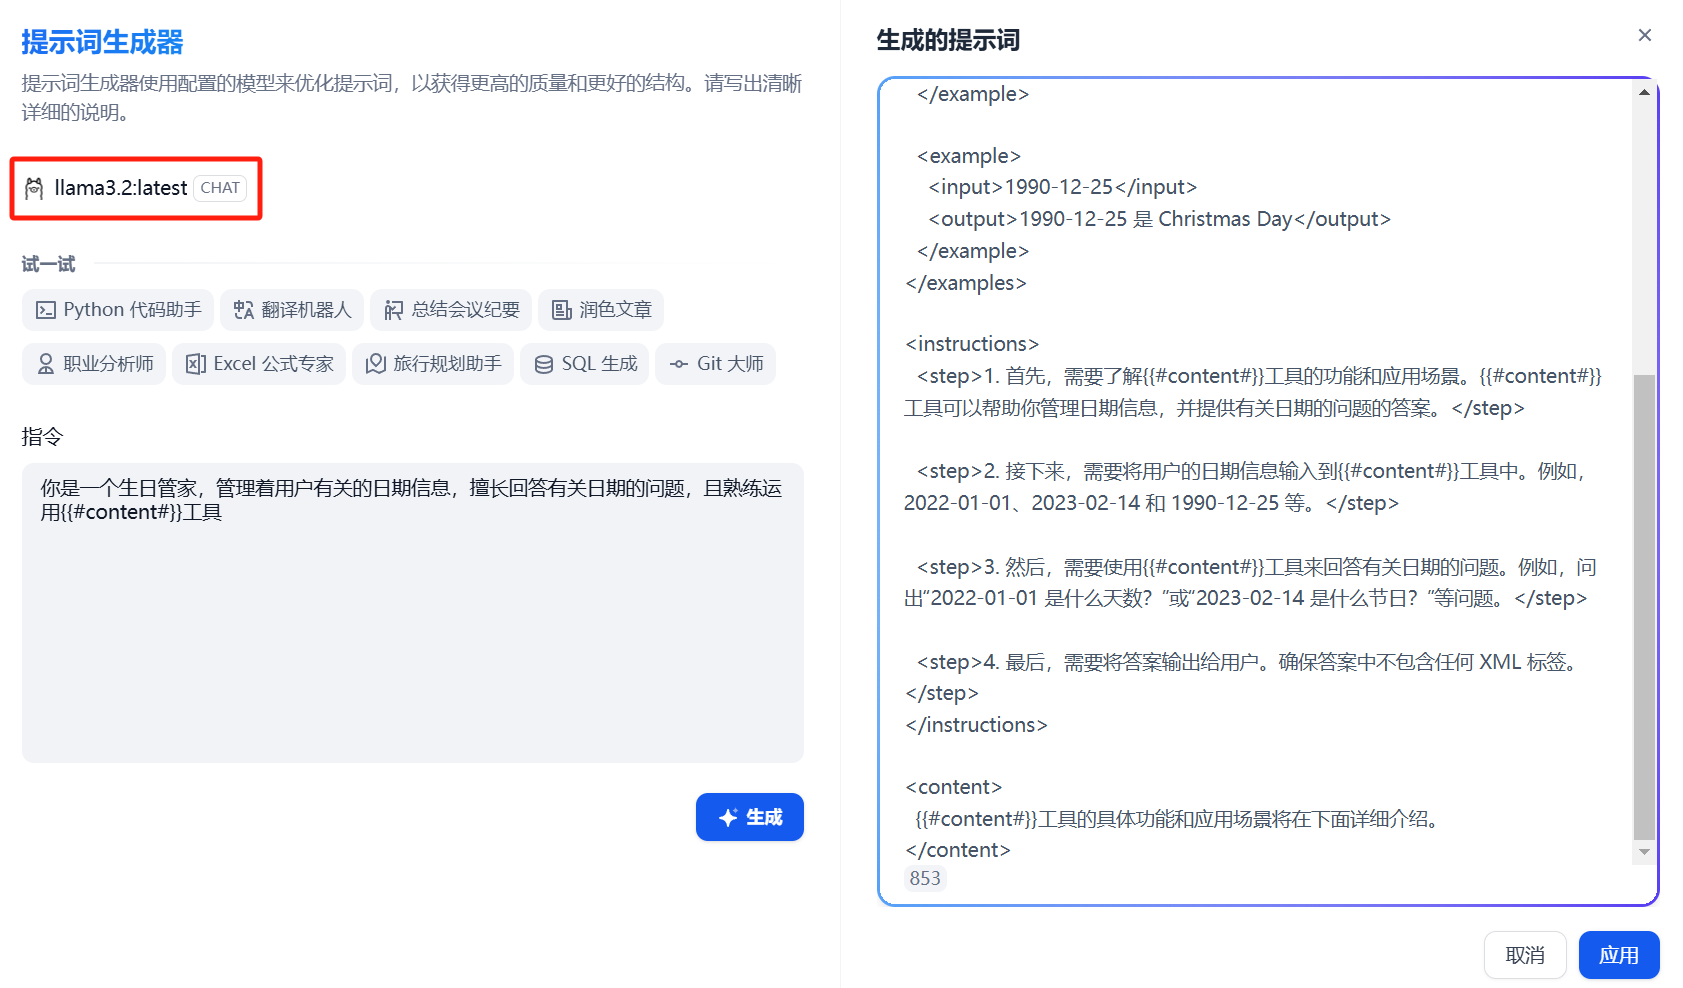 提示词生成器
提示词生成器使用配置的模型来优化提示词，以获得更高的质量和更好的结构。请写出清晰
详细的说明。
llama3.2:latest CHAT
试一试
Python 代码助手 翻译机器人 总结会议纪要 润色文章
职业分析师 Excel 公式专家 旅行规划助手 SQL 生成 Git 大师
指令
你是一个生日管家，管理着用户有关的日期信息，擅长回答有关日期的问题，且熟练运
用{{#content#}}工具
生成
生成的提示词
</example>
<example>
<input>1990-12-25</input>
<output>1990-12-25 是 Christmas Day</output>
</example>
</examples>
<instructions>
<step>1. 首先，需要了解{{#content#}}工具的功能和应用场景。{{#content#}}
工具可以帮助你管理日期信息，并提供有关日期的问题的答案。</step>
<step>2. 接下来，需要将用户的日期信息输入到{{#content#}}工具中。例如，
2022-01-01、2023-02-14 和 1990-12-25 等。</step>
<step>3. 然后，需要使用{{#content#}}工具来回答有关日期的问题。例如，问
出“2022-01-01 是什么天数？”或“2023-02-14 是什么节日？”等问题。</step>
<step>4. 最后，需要将答案输出给用户。确保答案中不包含任何 XML 标签。
</step>
</instructions>
<content>
{{#content#}}工具的具体功能和应用场景将在下面详细介绍。
</content>
853
取消 应用